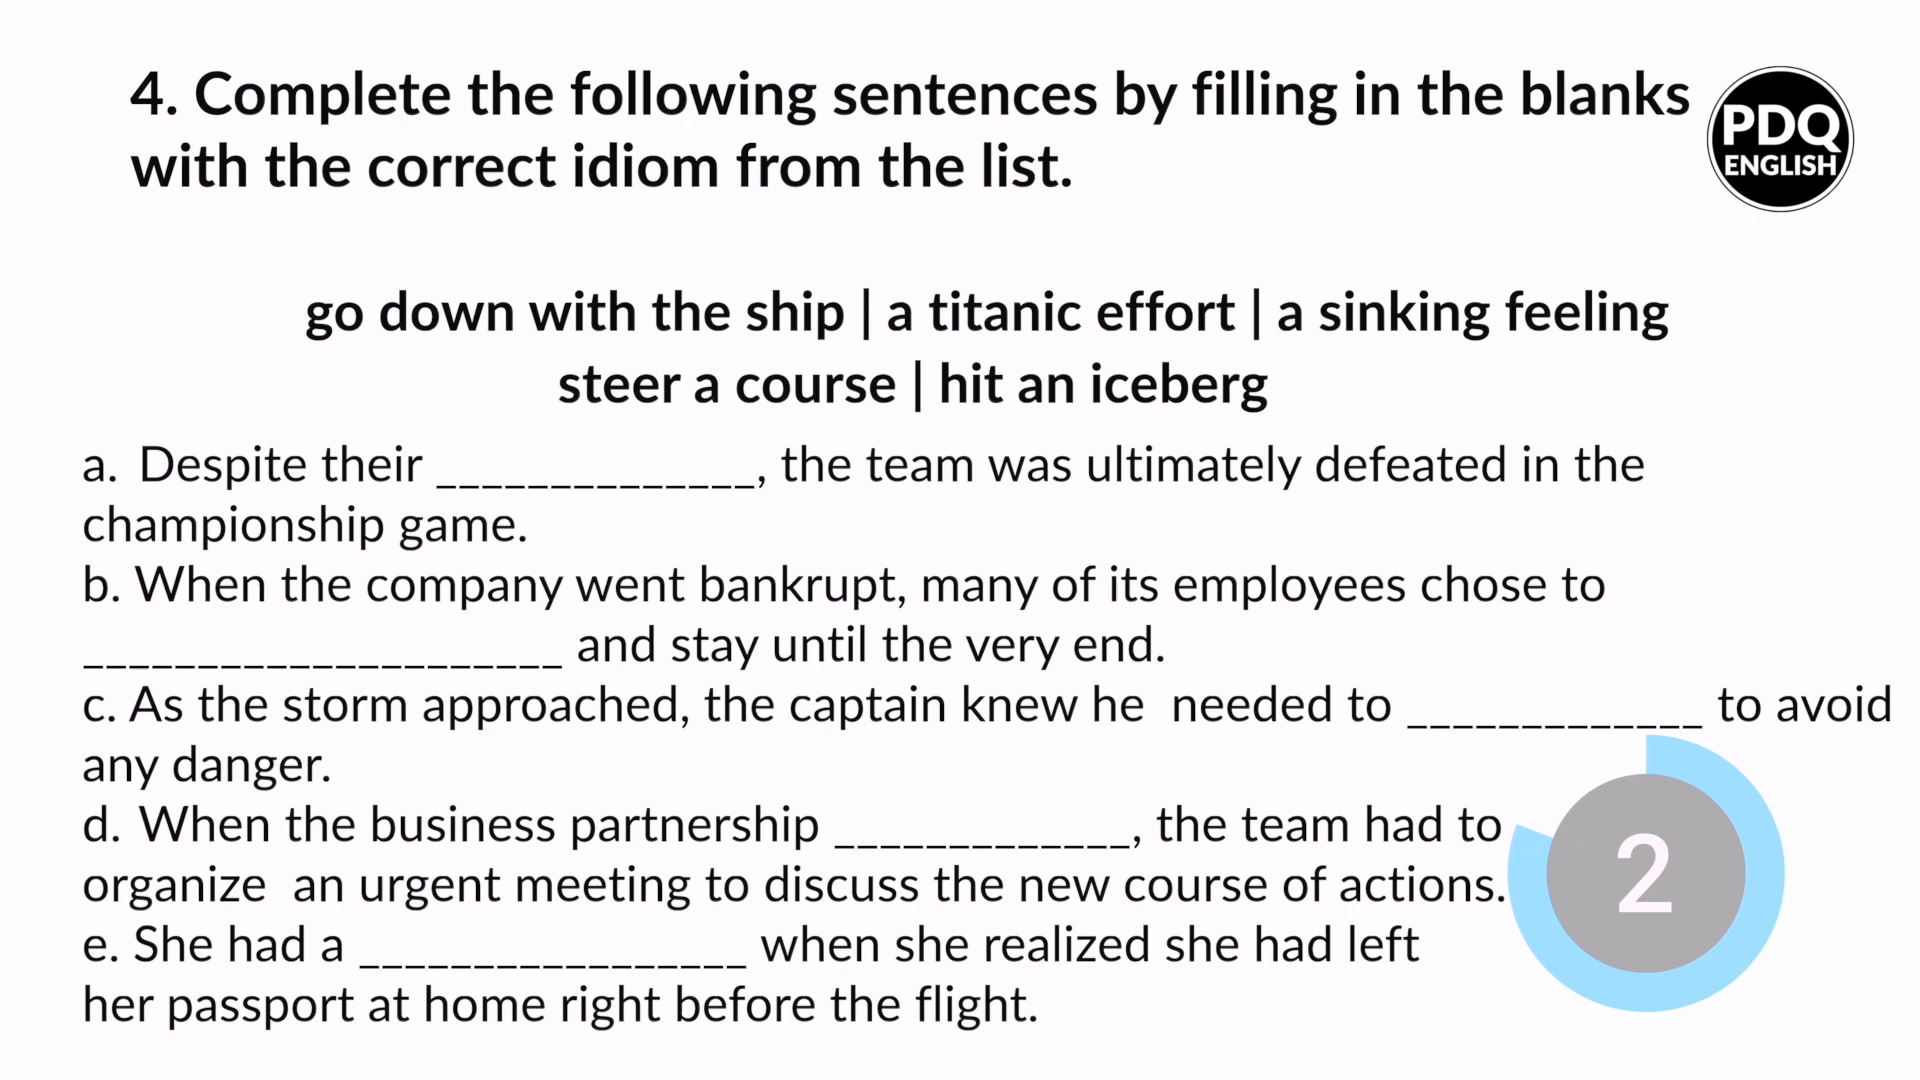 4. Complete the following sentences by filling in the blanks
with the correct idiom from the list.
PDQ
ENGLISH
go down with the ship | a titanic effort | a sinking feeling
steer a course | hit an iceberg
a. Despite their ______________, the team was ultimately defeated in the
championship game.
b. When the company went bankrupt, many of its employees chose to
_____________________ and stay until the very end.
c. As the storm approached, the captain knew he  needed to _____________ to avoid
any danger.
d. When the business partnership _____________, the team had to
organize  an urgent meeting to discuss the new course of actions.
e. She had a _________________ when she realized she had left
her passport at home right before the flight.
2